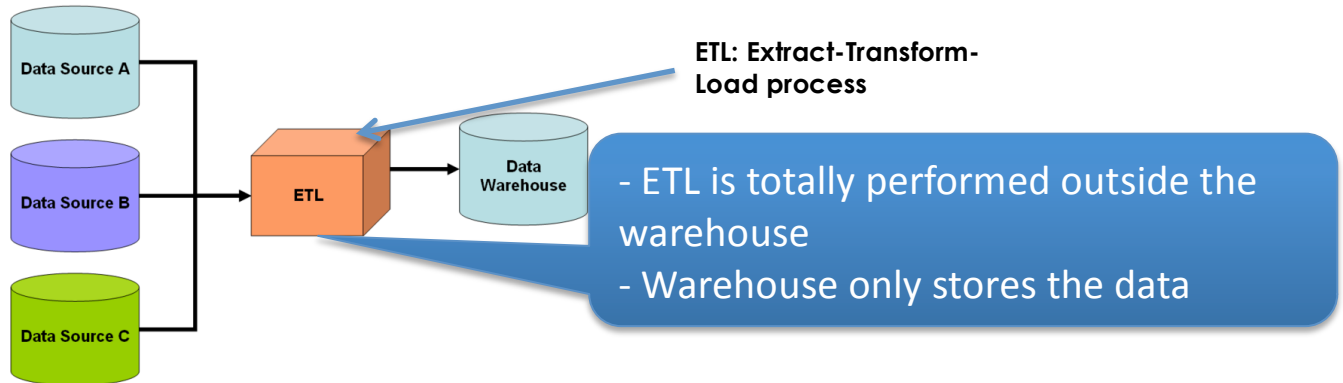 Data Source A
ETL: Extract-Transform-
Load process
Data Source B
ETL
Data
Warehouse
- ETL is totally performed outside the
warehouse
- Warehouse only stores the data
Data Source C